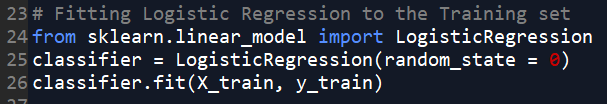 23 # Fitting Logistic Regression to the Training set
24 from sklearn.linear_model import LogisticRegression
25 classifier = LogisticRegression(random_state = 0)
26 classifier.fit(X_train, y_train)